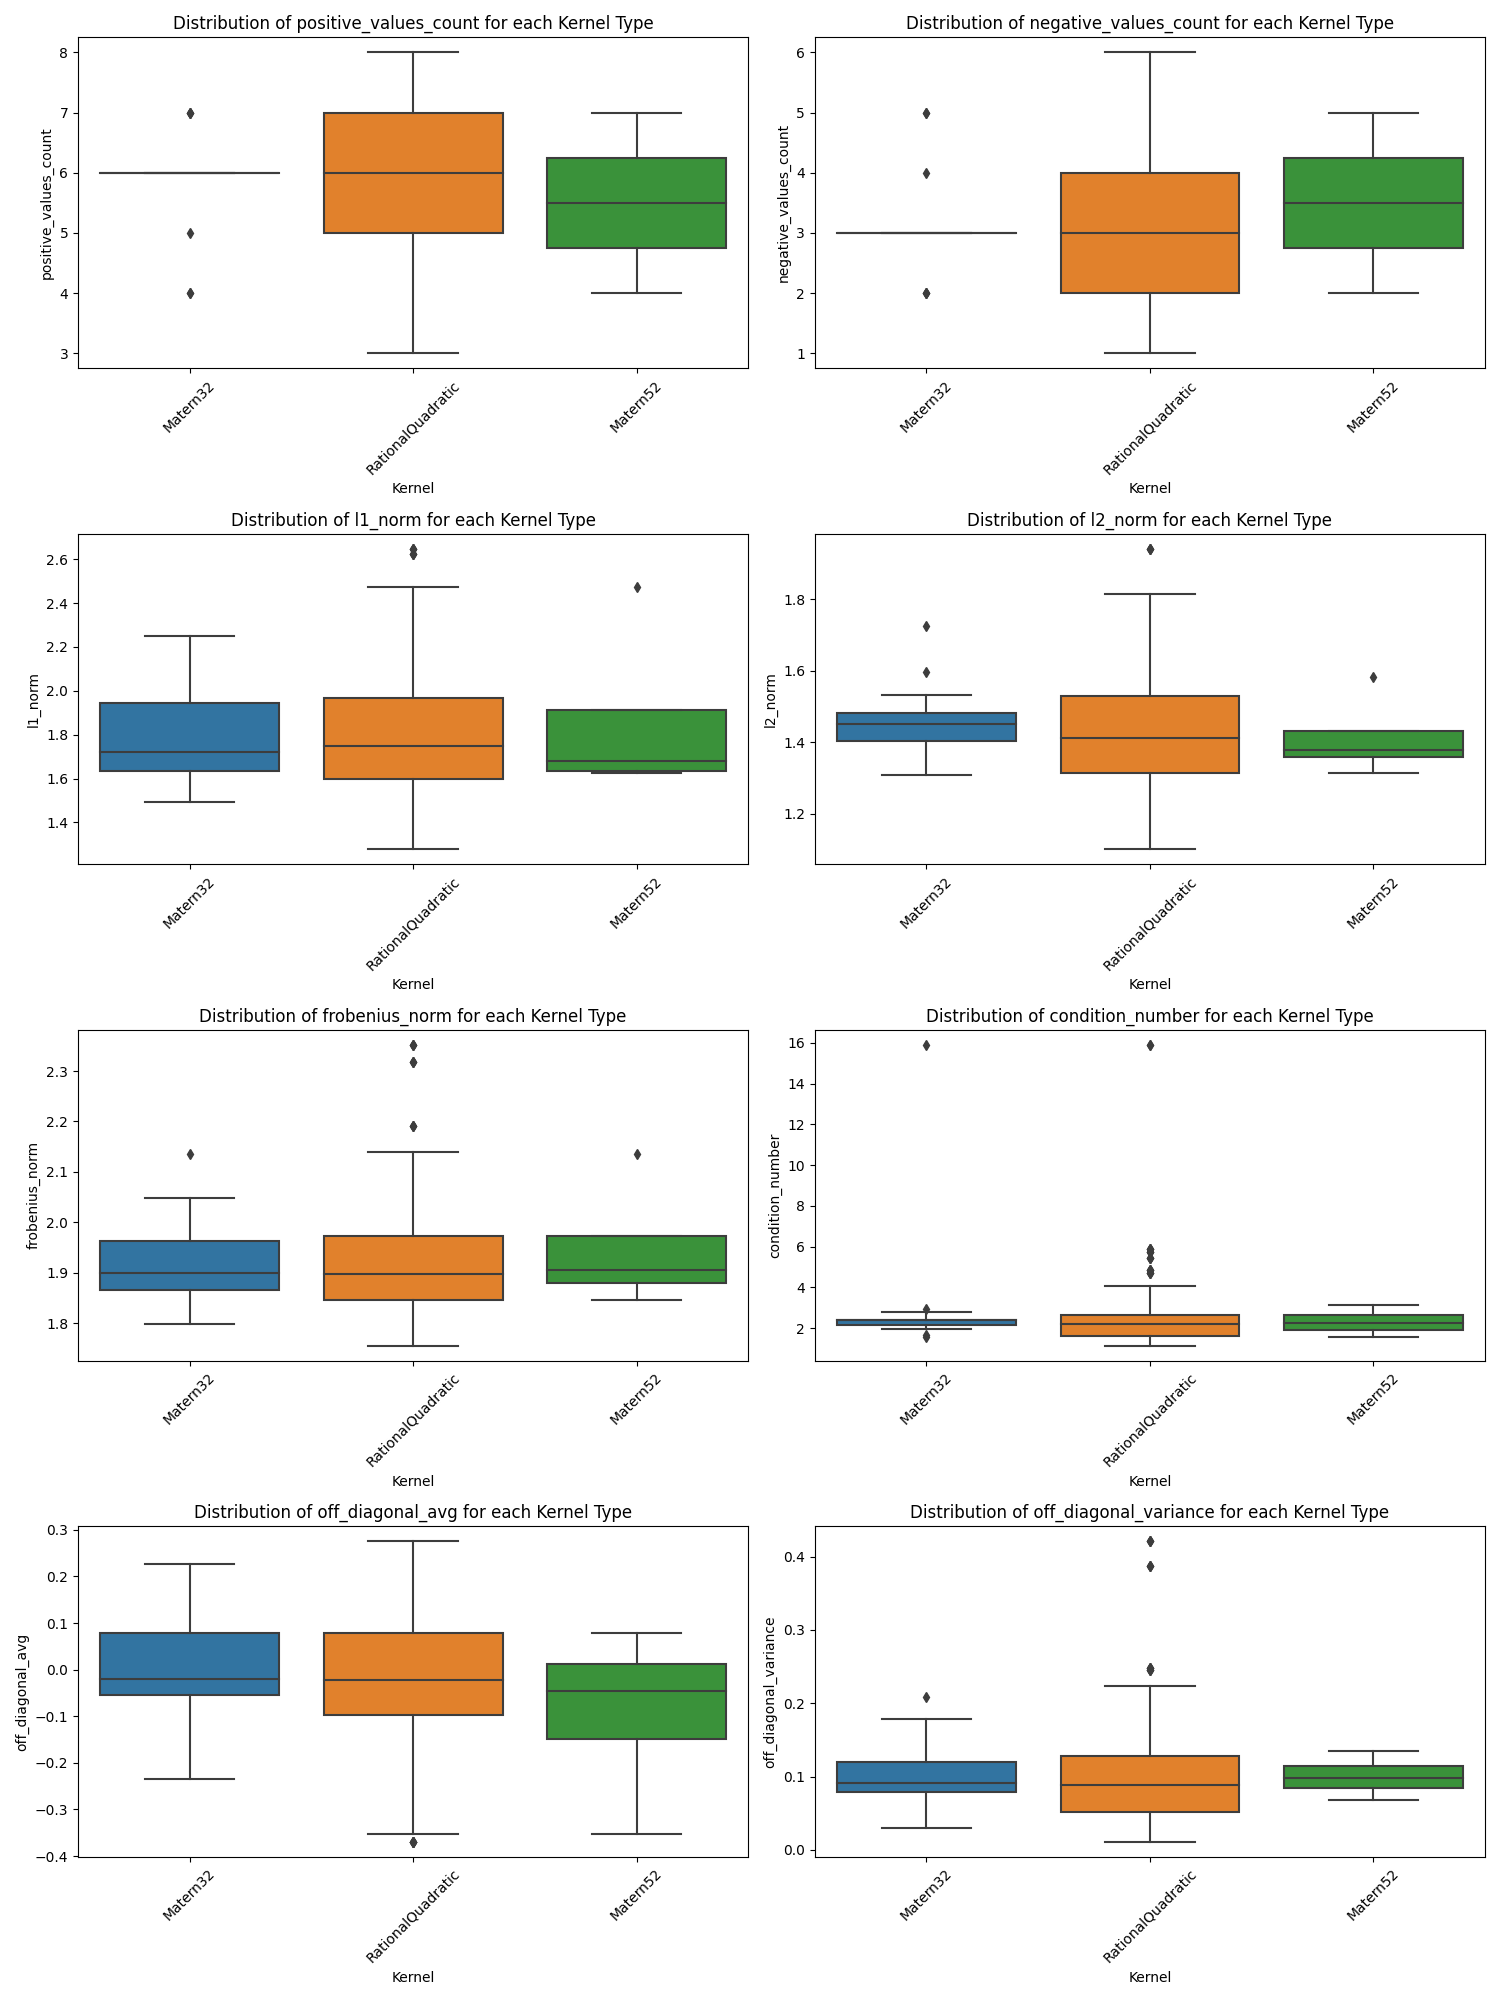 Distribution of positive_values_count for each Kernel Type
positive_values_count
8
7
6
5
4
3
Matern32
RationalQuadratic
Matern52
Kernel
Distribution of negative_values_count for each Kernel Type
negative_values_count
6
5
4
3
2
1
Matern32
RationalQuadratic
Matern52
Kernel
Distribution of l1_norm for each Kernel Type
l1_norm
2.6
2.4
2.2
2.0
1.8
1.6
1.4
Matern32
RationalQuadratic
Matern52
Kernel
Distribution of l2_norm for each Kernel Type
l2_norm
1.8
1.6
1.4
1.2
Matern32
RationalQuadratic
Matern52
Kernel
Distribution of frobenius_norm for each Kernel Type
frobenius_norm
2.3
2.2
2.1
2.0
1.9
1.8
Matern32
RationalQuadratic
Matern52
Kernel
Distribution of condition_number for each Kernel Type
condition_number
16
14
12
10
8
6
4
2
Matern32
RationalQuadratic
Matern52
Kernel
Distribution of off_diagonal_avg for each Kernel Type
off_diagonal_avg
0.3
0.2
0.1
0.0
−0.1
−0.2
−0.3
−0.4
Matern32
RationalQuadratic
Matern52
Kernel
Distribution of off_diagonal_variance for each Kernel Type
off_diagonal_variance
0.4
0.3
0.2
0.1
0.0
Matern32
RationalQuadratic
Matern52
Kernel